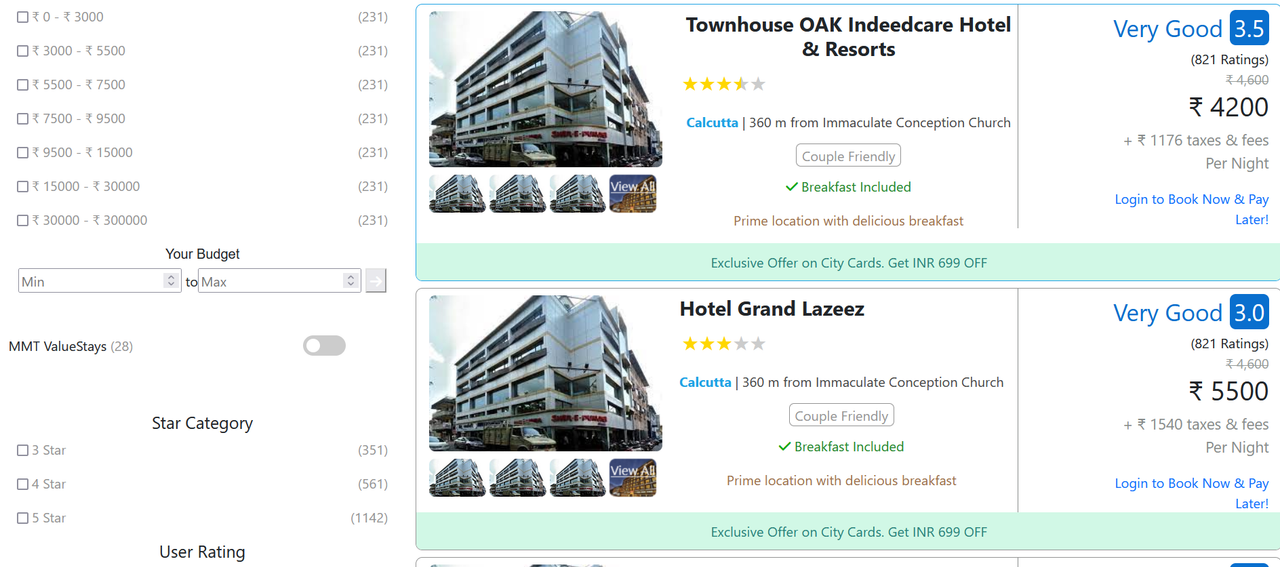 ₹ 0 - ₹ 3000 (231)
₹ 3000 - ₹ 5500 (231)
₹ 5500 - ₹ 7500 (231)
₹ 7500 - ₹ 9500 (231)
₹ 9500 - ₹ 15000 (231)
₹ 15000 - ₹ 30000 (231)
₹ 30000 - ₹ 300000 (231)
Your Budget
Min to Max
MMT ValueStays (28)
Star Category
3 Star (351)
4 Star (561)
5 Star (1142)
User Rating
Townhouse OAK Indeedcare Hotel
& Resorts
Calcutta | 360 m from Immaculate Conception Church
Couple Friendly
Breakfast Included
Prime location with delicious breakfast
View All
Very Good 3.5
(821 Ratings)
₹ 4,600
₹ 4200
+ ₹ 1176 taxes & fees
Per Night
Login to Book Now & Pay
Later!
Exclusive Offer on City Cards. Get INR 699 OFF
Hotel Grand Lazeez
Calcutta | 360 m from Immaculate Conception Church
Couple Friendly
Breakfast Included
Prime location with delicious breakfast
View All
Very Good 3.0
(821 Ratings)
₹ 4,600
₹ 5500
+ ₹ 1540 taxes & fees
Per Night
Login to Book Now & Pay
Later!
Exclusive Offer on City Cards. Get INR 699 OFF